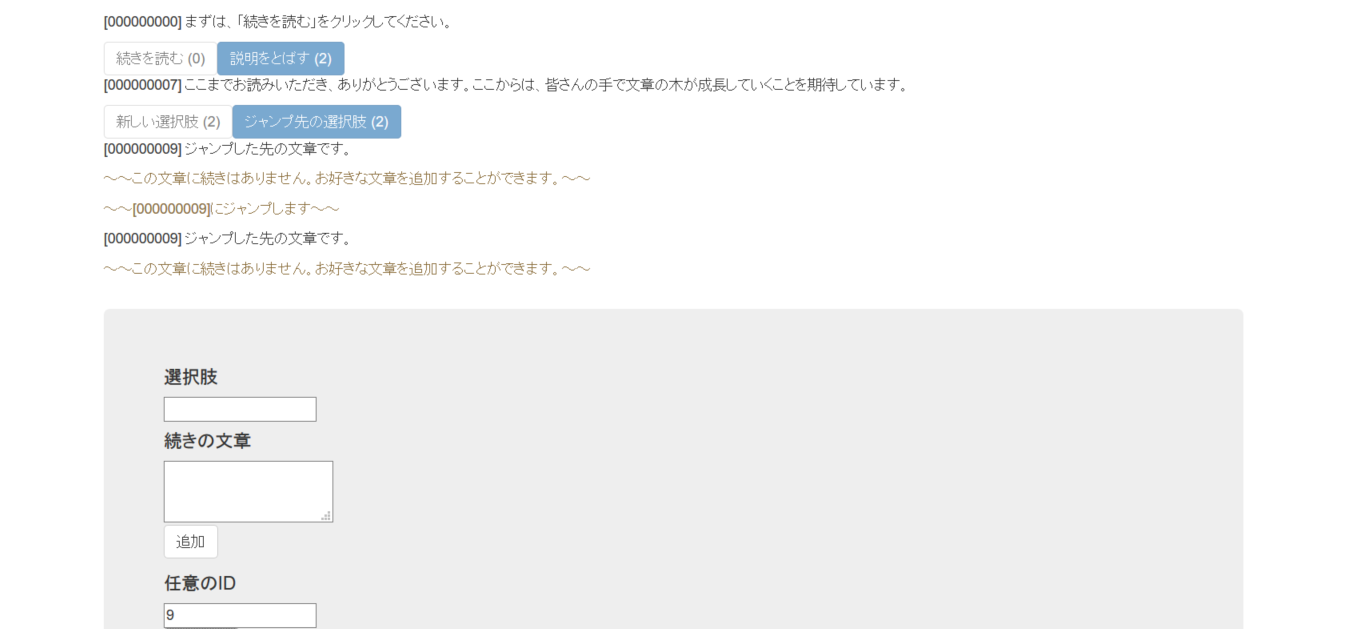 [000000000] まずは、「続きを読む」をクリックしてください。
続きを読む (0) 説明をとばす (2)
[000000007] ここまでお読みいただき、ありがとうございます。ここからは、皆さんの手で文章の木が成長していくことを期待しています。
新しい選択肢 (2) ジャンプ先の選択肢 (2)
[000000009] ジャンプした先の文章です。
～～この文章に続きはありません。お好きな文章を追加することができます。～～
～～[000000009]にジャンプします～～
[000000009] ジャンプした先の文章です。
～～この文章に続きはありません。お好きな文章を追加することができます。～～
選択肢
続きの文章
追加
任意のID
9